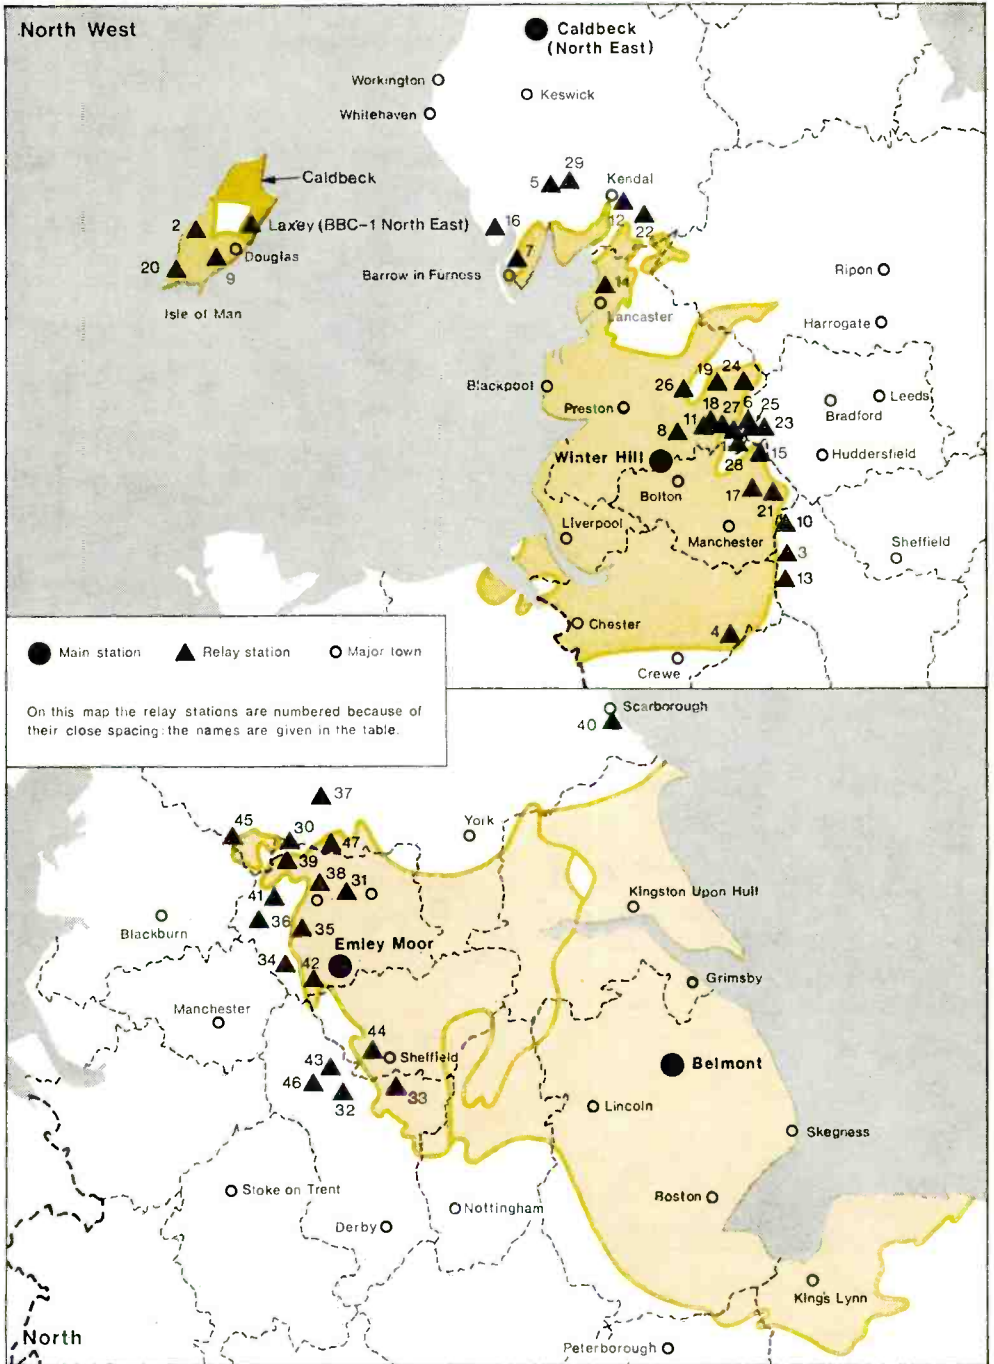 North West
Caldbeck
(North East)
Workington
Keswick
Whitehaven
29
5
Kendal
Caldbeck
12
22
16
2
Laxey (BBC-1 North East)
Douglas
7
20
9
Barrow in Furness
14
Ripon
Isle of Man
Lancaster
Harrogate
19
24
26
Blackpool
Leeds
Bradford
Preston
18
27
6
25
11
23
8
1
Winter Hill
15
Huddersfield
28
Bolton
17
21
10
Liverpool
Manchester
Sheffield
3
13
Chester
4
Crewe
Main station
Relay station
Major town
On this map the relay stations are numbered because of
their close spacing: the names are given in the table.
Scarborough
40
37
45
30
47
York
39
38
31
41
Kingston Upon Hull
36
Blackburn
35
Emley Moor
34
42
Grimsby
Manchester
44
Sheffield
43
Belmont
46
32
33
Lincoln
Skegness
Stoke on Trent
Boston
Nottingham
Derby
King's Lynn
North
Peterborough